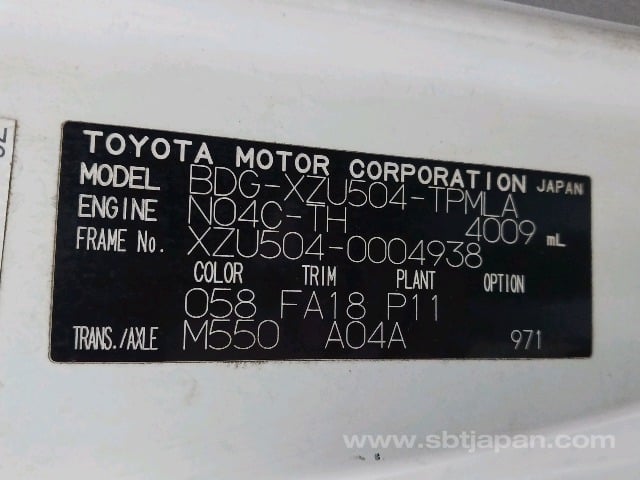 TOYOTA MOTOR CORPORATION JAPAN
MODEL BDG-XZU504-TPMLA
ENGINE N04C-TH 4009 mL
FRAME No. XZU504-0004938
COLOR TRIM PLANT OPTION
058 FA18 P11
TRANS./AXLE M550 A04A 971
www.sbtjapan.com